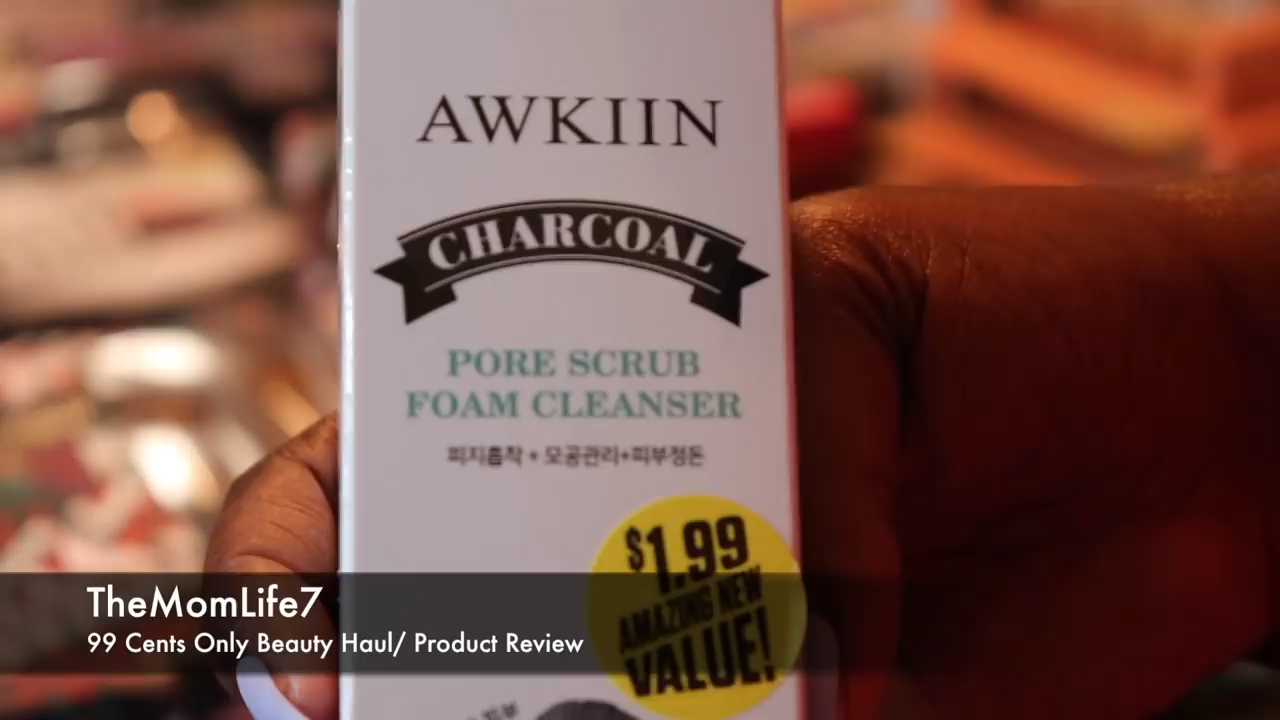 AWKIIN
CHARCOAL
PORE SCRUB
FOAM CLEANSER
피지흡착 + 모공관리+피부정돈
$1.99
AMAZING NEW
VALUE!
TheMomLife7
99 Cents Only Beauty Haul/ Product Review